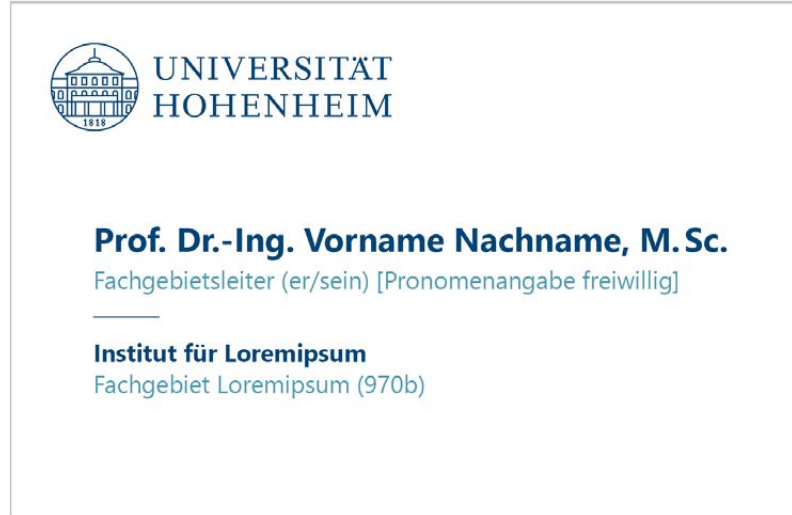 UNIVERSITÄT
HOHENHEIM
1818
Prof. Dr.-Ing. Vorname Nachname, M. Sc.
Fachgebietsleiter (er/sein) [Pronomenangabe freiwillig]
Institut für Loremipsum
Fachgebiet Loremipsum (970b)